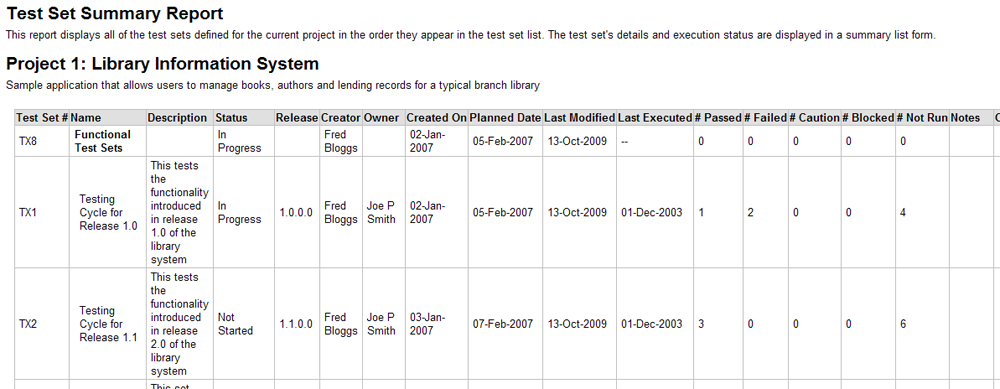 Test Set Summary Report
This report displays all of the test sets defined for the current project in the order they appear in the test set list. The test set's details and execution status are displayed in a summary list form.
Project 1: Library Information System
Sample application that allows users to manage books, authors and lending records for a typical branch library
Test Set # Name Description Status Release Creator Owner Created On Planned Date Last Modified Last Executed # Passed # Failed # Caution # Blocked # Not Run Notes
TX8 Functional Test Sets In Progress Fred Bloggs 02-Jan-2007 05-Feb-2007 13-Oct-2009 -- 0 0 0 0 0
TX1 Testing Cycle for Release 1.0 This tests the functionality introduced in release 1.0 of the library system In Progress 1.0.0.0 Fred Bloggs Joe P Smith 02-Jan-2007 05-Feb-2007 13-Oct-2009 01-Dec-2003 1 2 0 0 4
TX2 Testing Cycle for Release 1.1 This tests the functionality introduced in release 2.0 of the library system Not Started 1.1.0.0 Fred Bloggs Joe P Smith 03-Jan-2007 07-Feb-2007 13-Oct-2009 01-Dec-2003 3 0 0 0 6
This set